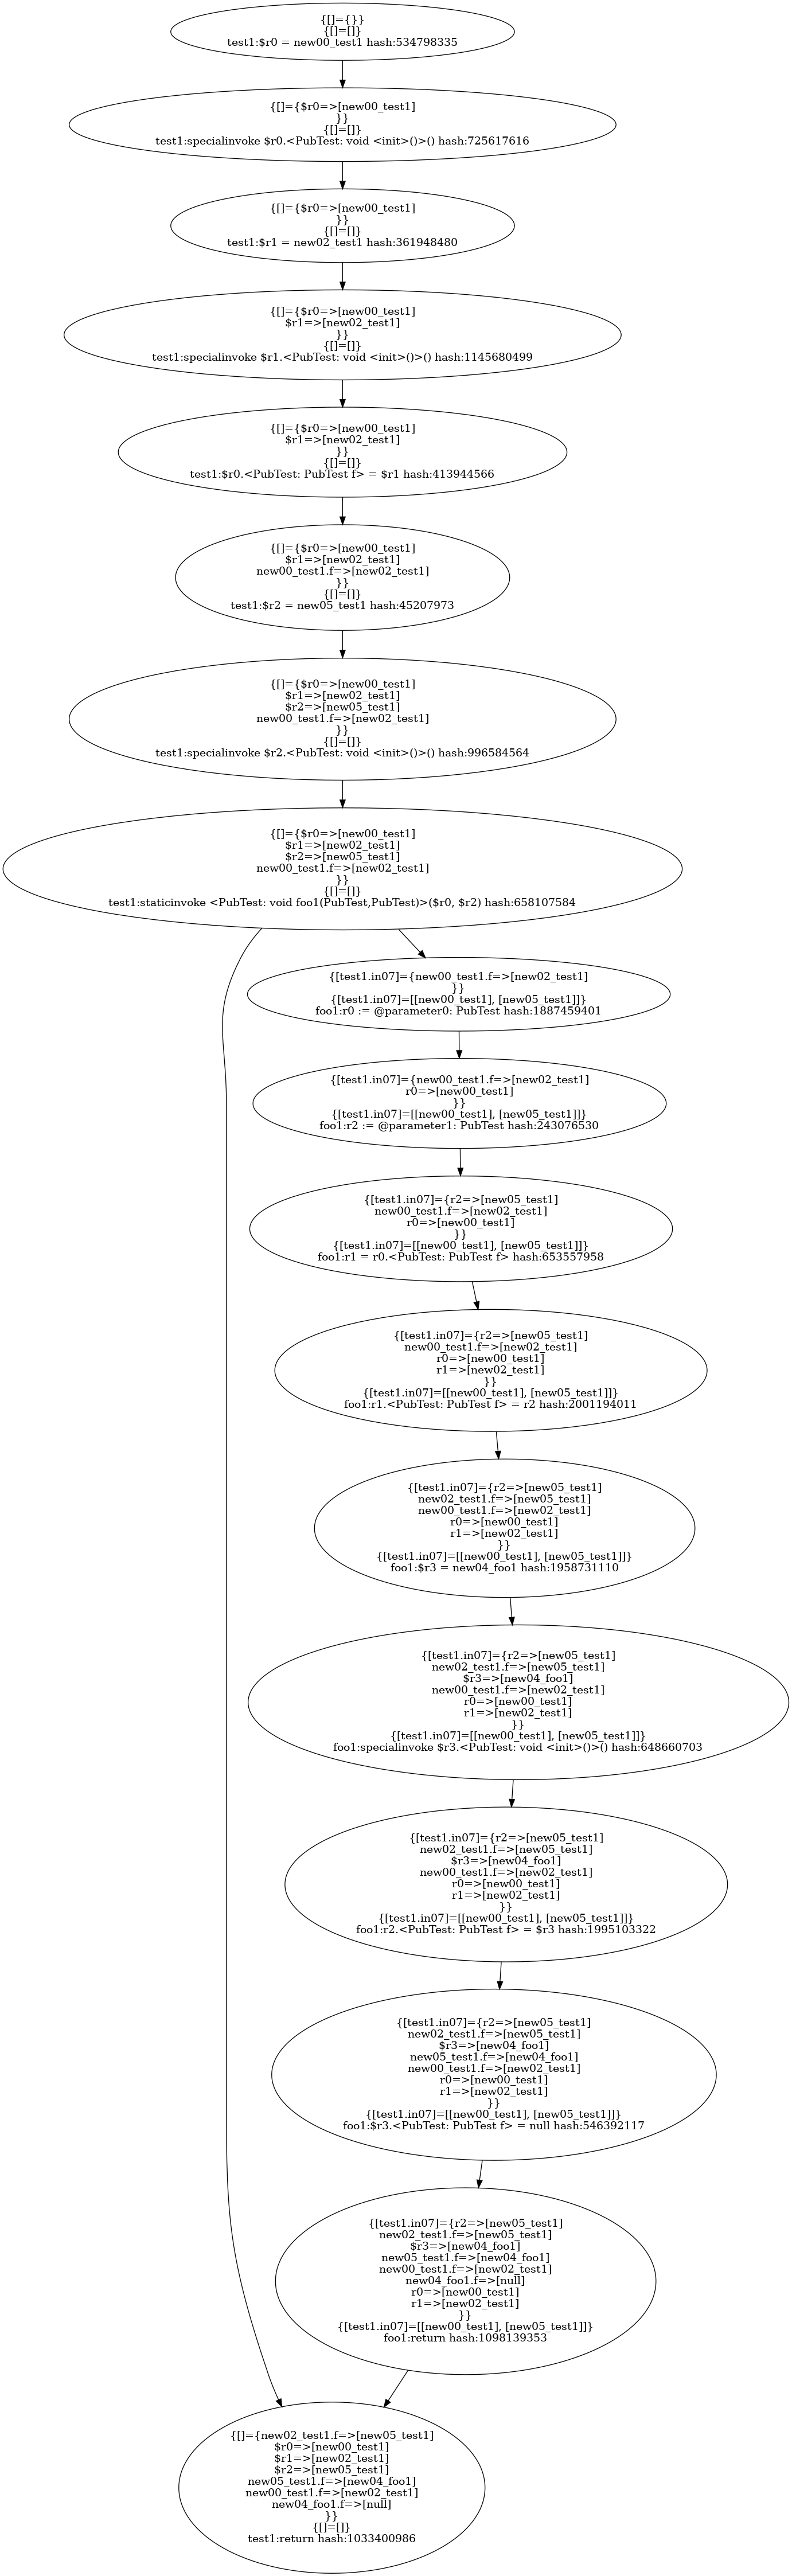 {[]={}}
{[]=[]}
test1:$r0 = new00_test1 hash:534798335
{[]={$r0=>[new00_test1]
}}
{[]=[]}
test1:specialinvoke $r0.<PubTest: void <init>()>() hash:725617616
{[]={$r0=>[new00_test1]
}}
{[]=[]}
test1:$r1 = new02_test1 hash:361948480
{[]={$r0=>[new00_test1]
$r1=>[new02_test1]
}}
{[]=[]}
test1:specialinvoke $r1.<PubTest: void <init>()>() hash:1145680499
{[]={$r0=>[new00_test1]
$r1=>[new02_test1]
}}
{[]=[]}
test1:$r0.<PubTest: PubTest f> = $r1 hash:413944566
{[]={$r0=>[new00_test1]
$r1=>[new02_test1]
new00_test1.f=>[new02_test1]
}}
{[]=[]}
test1:$r2 = new05_test1 hash:45207973
{[]={$r0=>[new00_test1]
$r1=>[new02_test1]
$r2=>[new05_test1]
new00_test1.f=>[new02_test1]
}}
{[]=[]}
test1:specialinvoke $r2.<PubTest: void <init>()>() hash:996584564
{[]={$r0=>[new00_test1]
$r1=>[new02_test1]
$r2=>[new05_test1]
new00_test1.f=>[new02_test1]
}}
{[]=[]}
test1:staticinvoke <PubTest: void foo1(PubTest,PubTest)>($r0, $r2) hash:658107584
{[test1.in07]={new00_test1.f=>[new02_test1]
}}
{[test1.in07]=[[new00_test1], [new05_test1]]}
foo1:r0 := @parameter0: PubTest hash:1887459401
{[test1.in07]={new00_test1.f=>[new02_test1]
r0=>[new00_test1]
}}
{[test1.in07]=[[new00_test1], [new05_test1]]}
foo1:r2 := @parameter1: PubTest hash:243076530
{[test1.in07]={r2=>[new05_test1]
new00_test1.f=>[new02_test1]
r0=>[new00_test1]
}}
{[test1.in07]=[[new00_test1], [new05_test1]]}
foo1:r1 = r0.<PubTest: PubTest f> hash:653557958
{[test1.in07]={r2=>[new05_test1]
new00_test1.f=>[new02_test1]
r0=>[new00_test1]
r1=>[new02_test1]
}}
{[test1.in07]=[[new00_test1], [new05_test1]]}
foo1:r1.<PubTest: PubTest f> = r2 hash:2001194011
{[test1.in07]={r2=>[new05_test1]
new02_test1.f=>[new05_test1]
new00_test1.f=>[new02_test1]
r0=>[new00_test1]
r1=>[new02_test1]
}}
{[test1.in07]=[[new00_test1], [new05_test1]]}
foo1:$r3 = new04_foo1 hash:1958731110
{[test1.in07]={r2=>[new05_test1]
new02_test1.f=>[new05_test1]
$r3=>[new04_foo1]
new00_test1.f=>[new02_test1]
r0=>[new00_test1]
r1=>[new02_test1]
}}
{[test1.in07]=[[new00_test1], [new05_test1]]}
foo1:specialinvoke $r3.<PubTest: void <init>()>() hash:648660703
{[test1.in07]={r2=>[new05_test1]
new02_test1.f=>[new05_test1]
$r3=>[new04_foo1]
new00_test1.f=>[new02_test1]
r0=>[new00_test1]
r1=>[new02_test1]
}}
{[test1.in07]=[[new00_test1], [new05_test1]]}
foo1:r2.<PubTest: PubTest f> = $r3 hash:1995103322
{[test1.in07]={r2=>[new05_test1]
new02_test1.f=>[new05_test1]
$r3=>[new04_foo1]
new05_test1.f=>[new04_foo1]
new00_test1.f=>[new02_test1]
r0=>[new00_test1]
r1=>[new02_test1]
}}
{[test1.in07]=[[new00_test1], [new05_test1]]}
foo1:$r3.<PubTest: PubTest f> = null hash:546392117
{[test1.in07]={r2=>[new05_test1]
new02_test1.f=>[new05_test1]
$r3=>[new04_foo1]
new05_test1.f=>[new04_foo1]
new00_test1.f=>[new02_test1]
new04_foo1.f=>[null]
r0=>[new00_test1]
r1=>[new02_test1]
}}
{[test1.in07]=[[new00_test1], [new05_test1]]}
foo1:return hash:1098139353
{[]={new02_test1.f=>[new05_test1]
$r0=>[new00_test1]
$r1=>[new02_test1]
$r2=>[new05_test1]
new05_test1.f=>[new04_foo1]
new00_test1.f=>[new02_test1]
new04_foo1.f=>[null]
}}
{[]=[]}
test1:return hash:1033400986